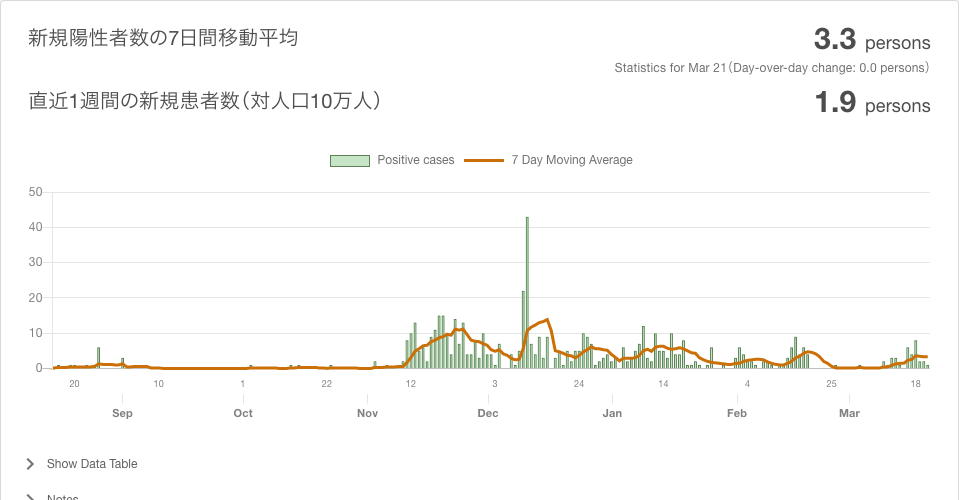 新規陽性者数の7日間移動平均
3.3 persons
Statistics for Mar 21(Day-over-day change: 0.0 persons)
直近1週間の新規患者数(対人口10万人)
1.9 persons
Positive cases 7 Day Moving Average
50
40
30
20
10
0
20 10 1 22 12 3 24 14 4 25 18
Sep Oct Nov Dec Jan Feb Mar
Show Data Table
Notes